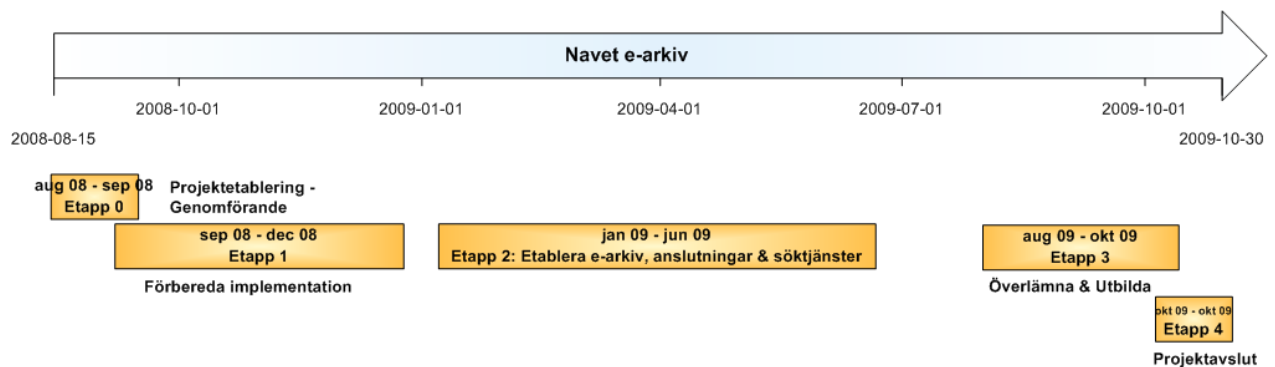 Navet e-arkiv
2008-10-01
2009-01-01
2009-04-01
2009-07-01
2009-10-01
2008-08-15
2009-10-30
aug 08 - sep 08
Etapp 0
Projektetablering -
Genomförande
sep 08 - dec 08
Etapp 1
Förbereda implementation
jan 09 - jun 09
Etapp 2: Etablera e-arkiv, anslutningar & söktjänster
aug 09 - okt 09
Etapp 3
Överlämna & Utbilda
okt 09 - okt 09
Etapp 4
Projektavslut